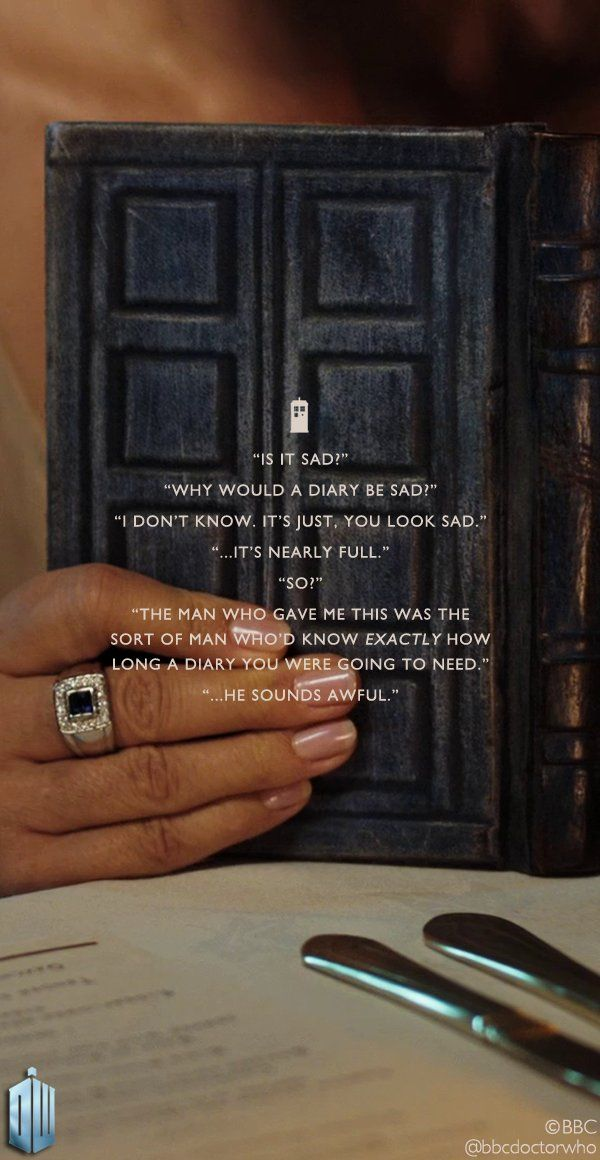 “IS IT SAD?”
“WHY WOULD A DIARY BE SAD?”
“I DON’T KNOW. IT’S JUST, YOU LOOK SAD.”
“...IT’S NEARLY FULL.”
“SO?”
“THE MAN WHO GAVE ME THIS WAS THE
SORT OF MAN WHO’D KNOW EXACTLY HOW
LONG A DIARY YOU WERE GOING TO NEED.”
“...HE SOUNDS AWFUL.”
DW
©BBC
@bbcdoctorwho